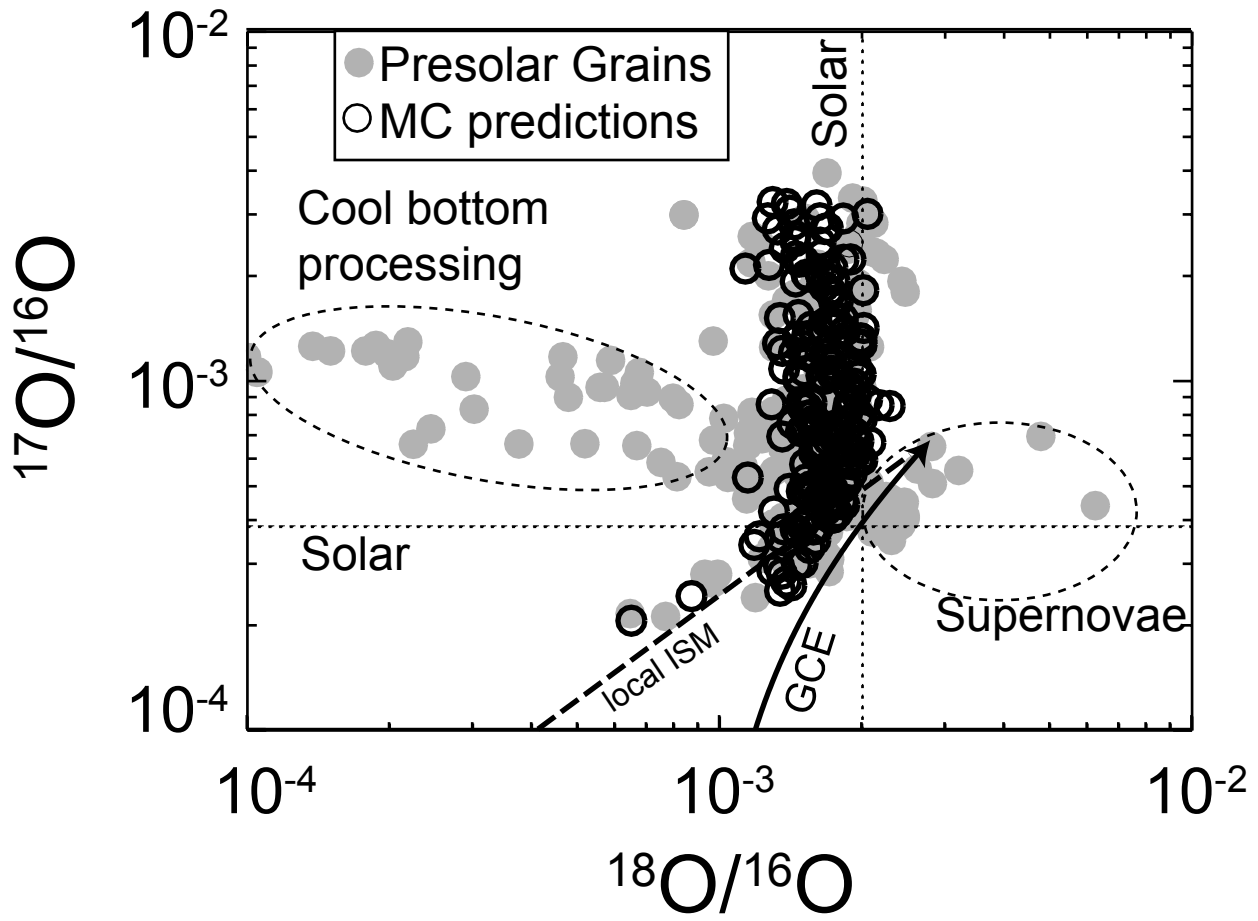 10⁻²
Presolar Grains
MC predictions
Solar
Cool bottom
processing
¹⁷O/¹⁶O
10⁻³
Solar
Supernovae
local ISM
GCE
10⁻⁴
10⁻⁴
10⁻³
10⁻²
¹⁸O/¹⁶O